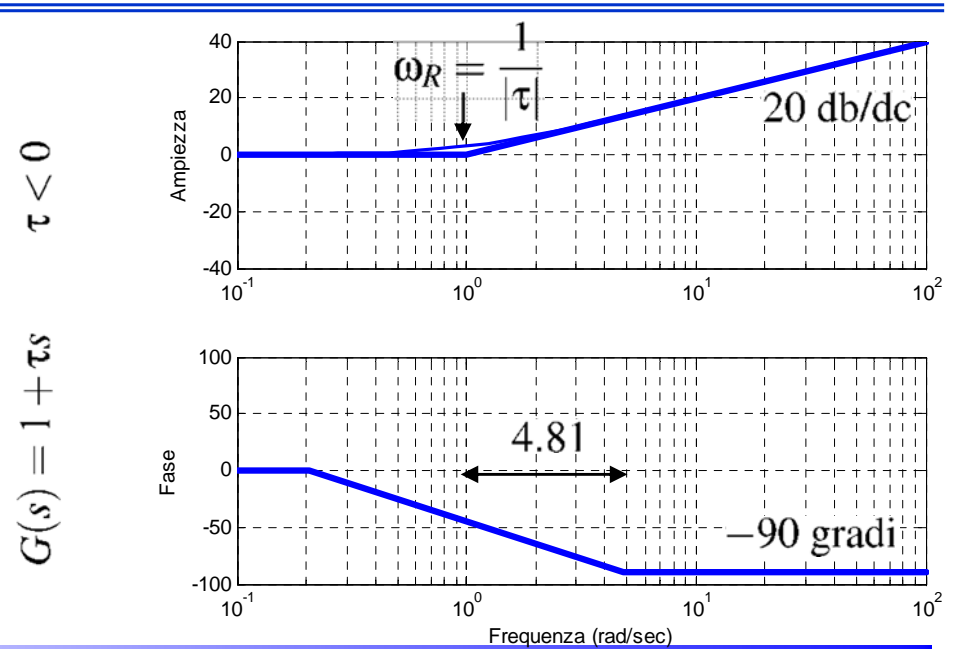 G(s) = 1 + τs τ < 0
ω_R = 1/|τ|
20 db/dc
Ampiezza
40
20
0
-20
-40
10^-1
10^0
10^1
10^2
4.81
−90 gradi
Fase
100
50
0
-50
-100
10^-1
10^0
10^1
10^2
Frequenza (rad/sec)